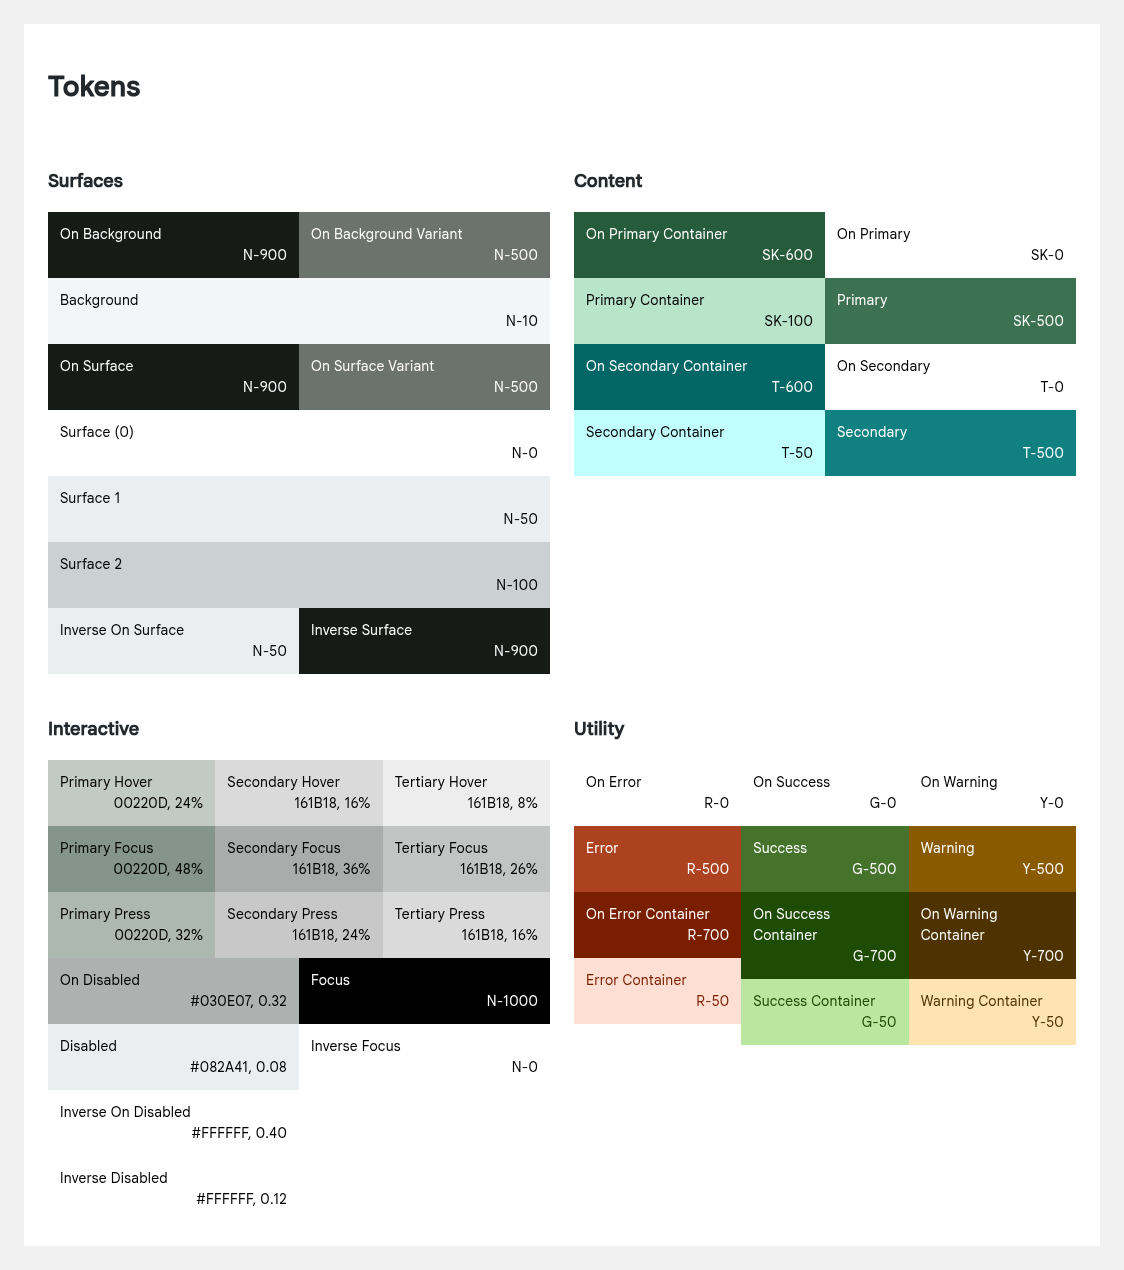 Tokens
Surfaces
On Background
N-900
On Background Variant
N-500
Background
N-10
On Surface
N-900
On Surface Variant
N-500
Surface (0)
N-0
Surface 1
N-50
Surface 2
N-100
Inverse On Surface
N-50
Inverse Surface
N-900
Content
On Primary Container
SK-600
On Primary
SK-0
Primary Container
SK-100
Primary
SK-500
On Secondary Container
T-600
On Secondary
T-0
Secondary Container
T-50
Secondary
T-500
Interactive
Primary Hover
00220D, 24%
Secondary Hover
161B18, 16%
Tertiary Hover
161B18, 8%
Primary Focus
00220D, 48%
Secondary Focus
161B18, 36%
Tertiary Focus
161B18, 26%
Primary Press
00220D, 32%
Secondary Press
161B18, 24%
Tertiary Press
161B18, 16%
On Disabled
#030E07, 0.32
Focus
N-1000
Disabled
#082A41, 0.08
Inverse Focus
N-0
Inverse On Disabled
#FFFFFF, 0.40
Inverse Disabled
#FFFFFF, 0.12
Utility
On Error
R-0
On Success
G-0
On Warning
Y-0
Error
R-500
Success
G-500
Warning
Y-500
On Error Container
R-700
On Success
Container
G-700
On Warning
Container
Y-700
Error Container
R-50
Success Container
G-50
Warning Container
Y-50